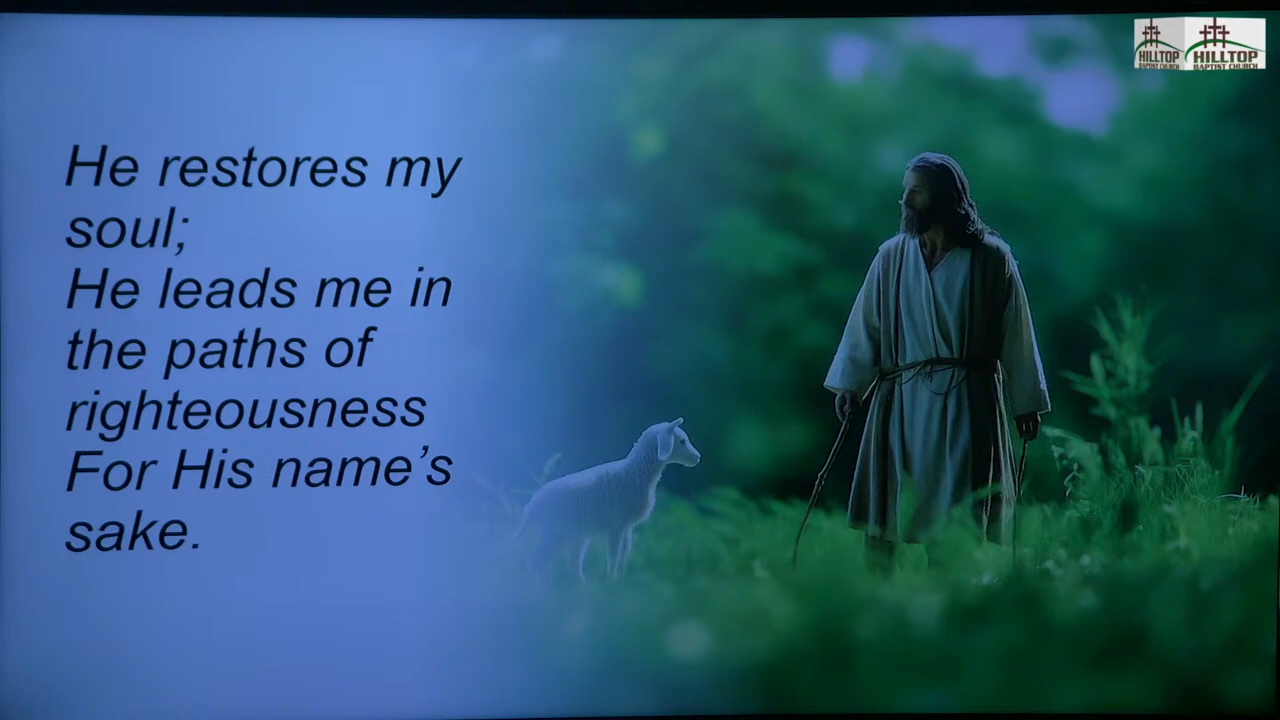 HILLTOP
BAPTIST CHURCH
HILLTOP
BAPTIST CHURCH
He restores my
soul;
He leads me in
the paths of
righteousness
For His name’s
sake.